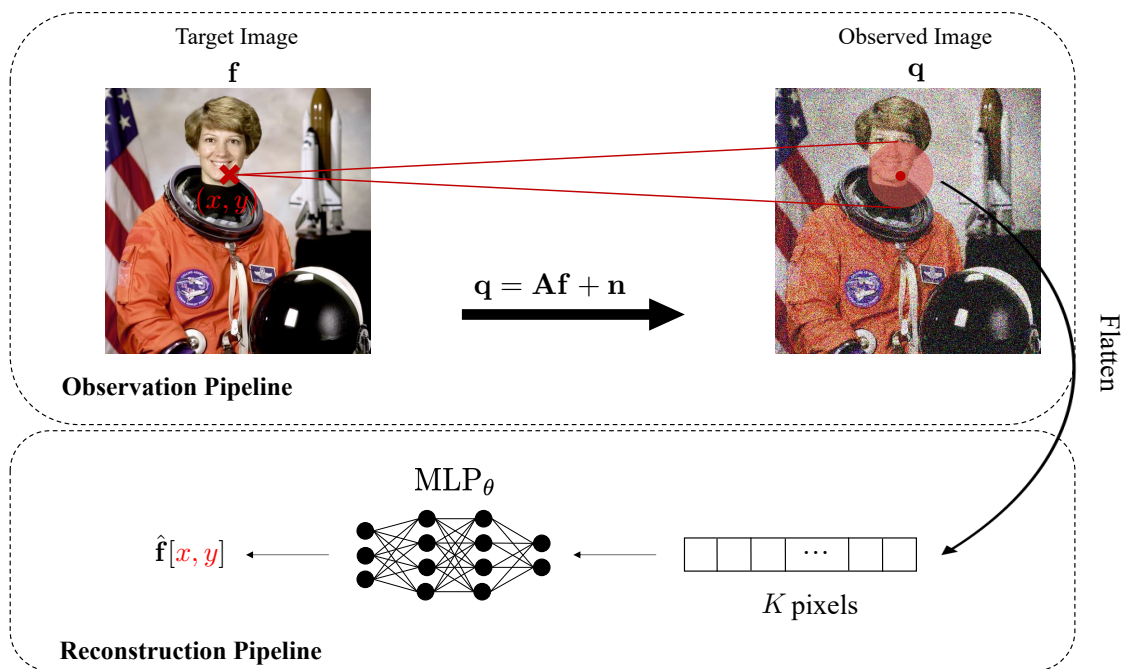 Target Image
f
Observed Image
q
(x, y)
q = Af + n
Observation Pipeline
Flatten
MLP_θ
f̂[x, y]
...
K pixels
Reconstruction Pipeline